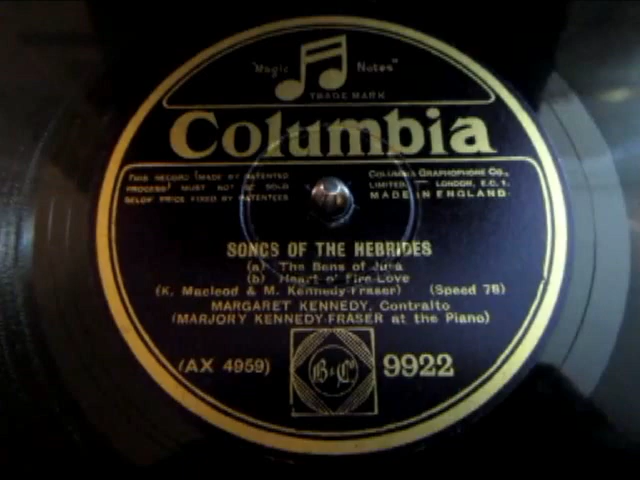 "Magic Notes"
TRADE MARK
Columbia
THIS RECORD (MADE BY PATENTED
PROCESS) MUST NOT BE SOLD
BELOW PRICE FIXED BY PATENTEES
COLUMBIA GRAPHOPHONE CO.,
LIMITED. LONDON, E.C. 1.
MADE IN ENGLAND.
SONGS OF THE HEBRIDES
(a) The Bens of Jura
(b) Heart o' Fire-Love
(K. Macleod & M. Kennedy-Fraser) (Speed 78)
MARGARET KENNEDY, Contralto
(MARJORY KENNEDY-FRASER at the Piano)
(AX 4959)
B & Co
9922